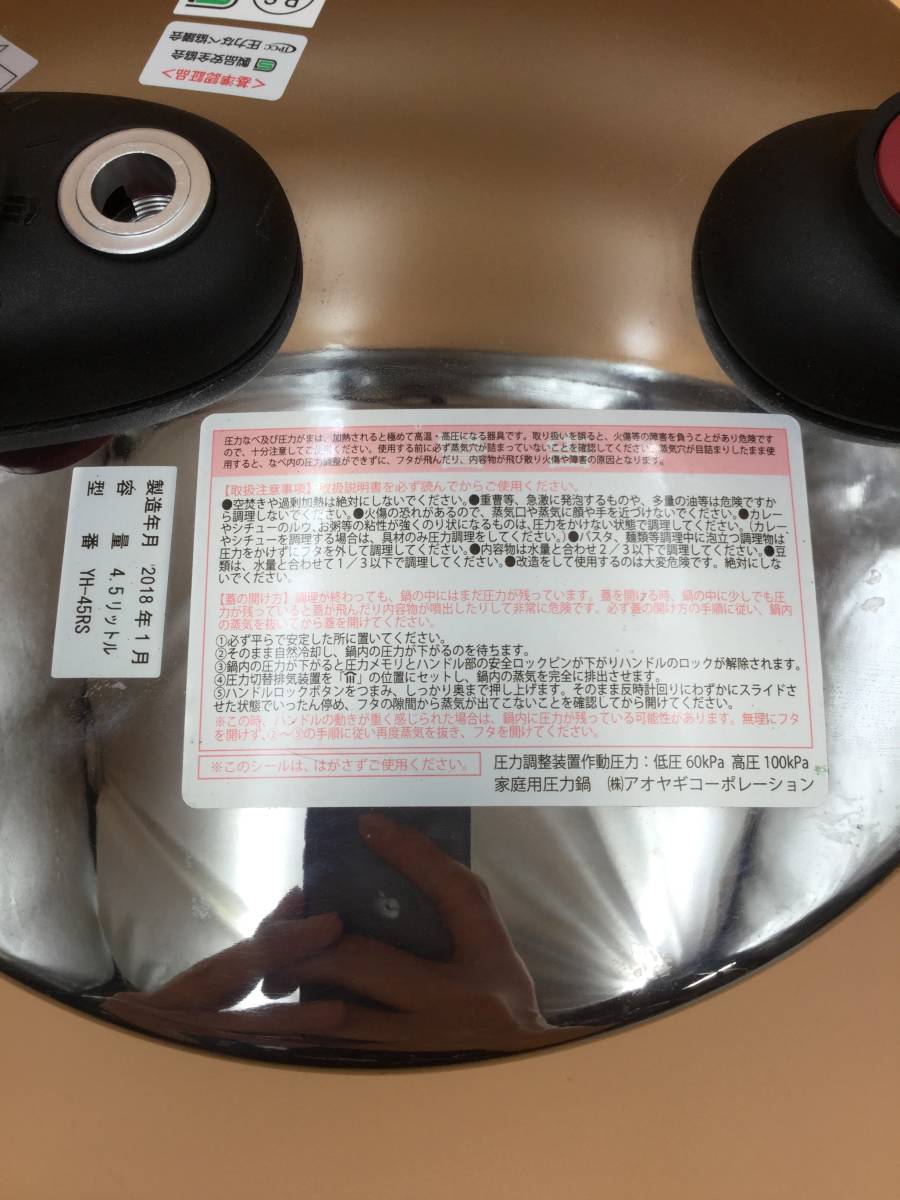 PCC 圧力なべ協議会
S 製品安全協会
<基準認証品>
圧力なべ及び圧力がまは、加熱されると極めて高温・高圧になる器具です。取り扱いを誤ると、火傷等の障害を負うことがあり危険です
ので、十分注意してご使用ください。使用する前に必ず蒸気穴が詰まっていないことを確認してください。蒸気穴が目詰まりしたまま使
用すると、なべ内の圧力調整ができずに、フタが飛んだり、内容物が飛び散り火傷や障害の原因となります。
【取扱注意事項】取扱説明書を必ず読んでからご使用ください。
●空焚きや過剰加熱は絶対にしないでください。●重曹等、急激に発泡するものや、多量の油等は危険ですか
ら調理しないでください。●火傷の恐れがあるので、蒸気口や蒸気に顔や手を近づけないでください。●カレー
やシチューのルウ、お粥等の粘性が強くのり状になるものは、圧力をかけない状態で調理してください。（カレー
やシチューを調理する場合は、具材のみ圧力調理をしてください。）●パスタ、麺類等調理中に泡立つ調理物は
圧力をかけずにフタを外して調理してください。●内容物は水量と合わせ２／３以下で調理してください。●豆
類は、水量と合わせて１／３以下で調理してください。●改造をして使用するのは大変危険です。絶対にしな
いでください。
【蓋の開け方】調理が終わっても、鍋の中にはまだ圧力が残っています。蓋を開ける時、鍋の中に少しでも圧
力が残っていると蓋が飛んだり内容物が噴出したりして非常に危険です。必ず蓋の開け方の手順に従い、鍋内
の蒸気を抜いてから蓋を開けてください。
①必ず平らで安定した所に置いてください。
②そのまま自然冷却し、鍋内の圧力が下がるのを待ちます。
③鍋内の圧力が下がると圧力メモリとハンドル部の安全ロックピンが下がりハンドルのロックが解除されます。
④圧力切替排気装置を「」の位置にセットし、鍋内の蒸気を完全に排出させます。
⑤ハンドルロックボタンをつまみ、しっかり奥まで押し上げます。そのまま反時計回りにわずかにスライドさ
せた状態でいったん停め、フタの隙間から蒸気が出てこないことを確認してから開けてください。
※この時、ハンドルの動きが重く感じられた場合は、鍋内に圧力が残っている可能性があります。無理にフタ
を開けず、②～③の手順に従い再度蒸気を抜き、フタを開けてください。
※このシールは、はがさずご使用ください。
圧力調整装置作動圧力：低圧 60kPa 高圧 100kPa
家庭用圧力鍋 ㈱アオヤギコーポレーション
製造年月 2018年1月
容量 4.5リットル
型番 YH-45RS